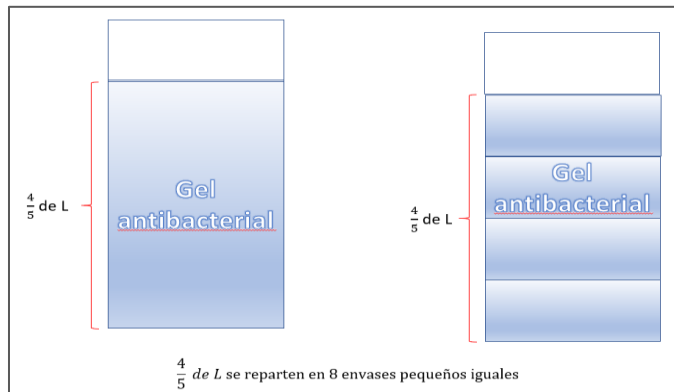 Gel
antibacterial
4/5 de L
Gel
antibacterial
4/5 de L
4/5 de L se reparten en 8 envases pequeños iguales